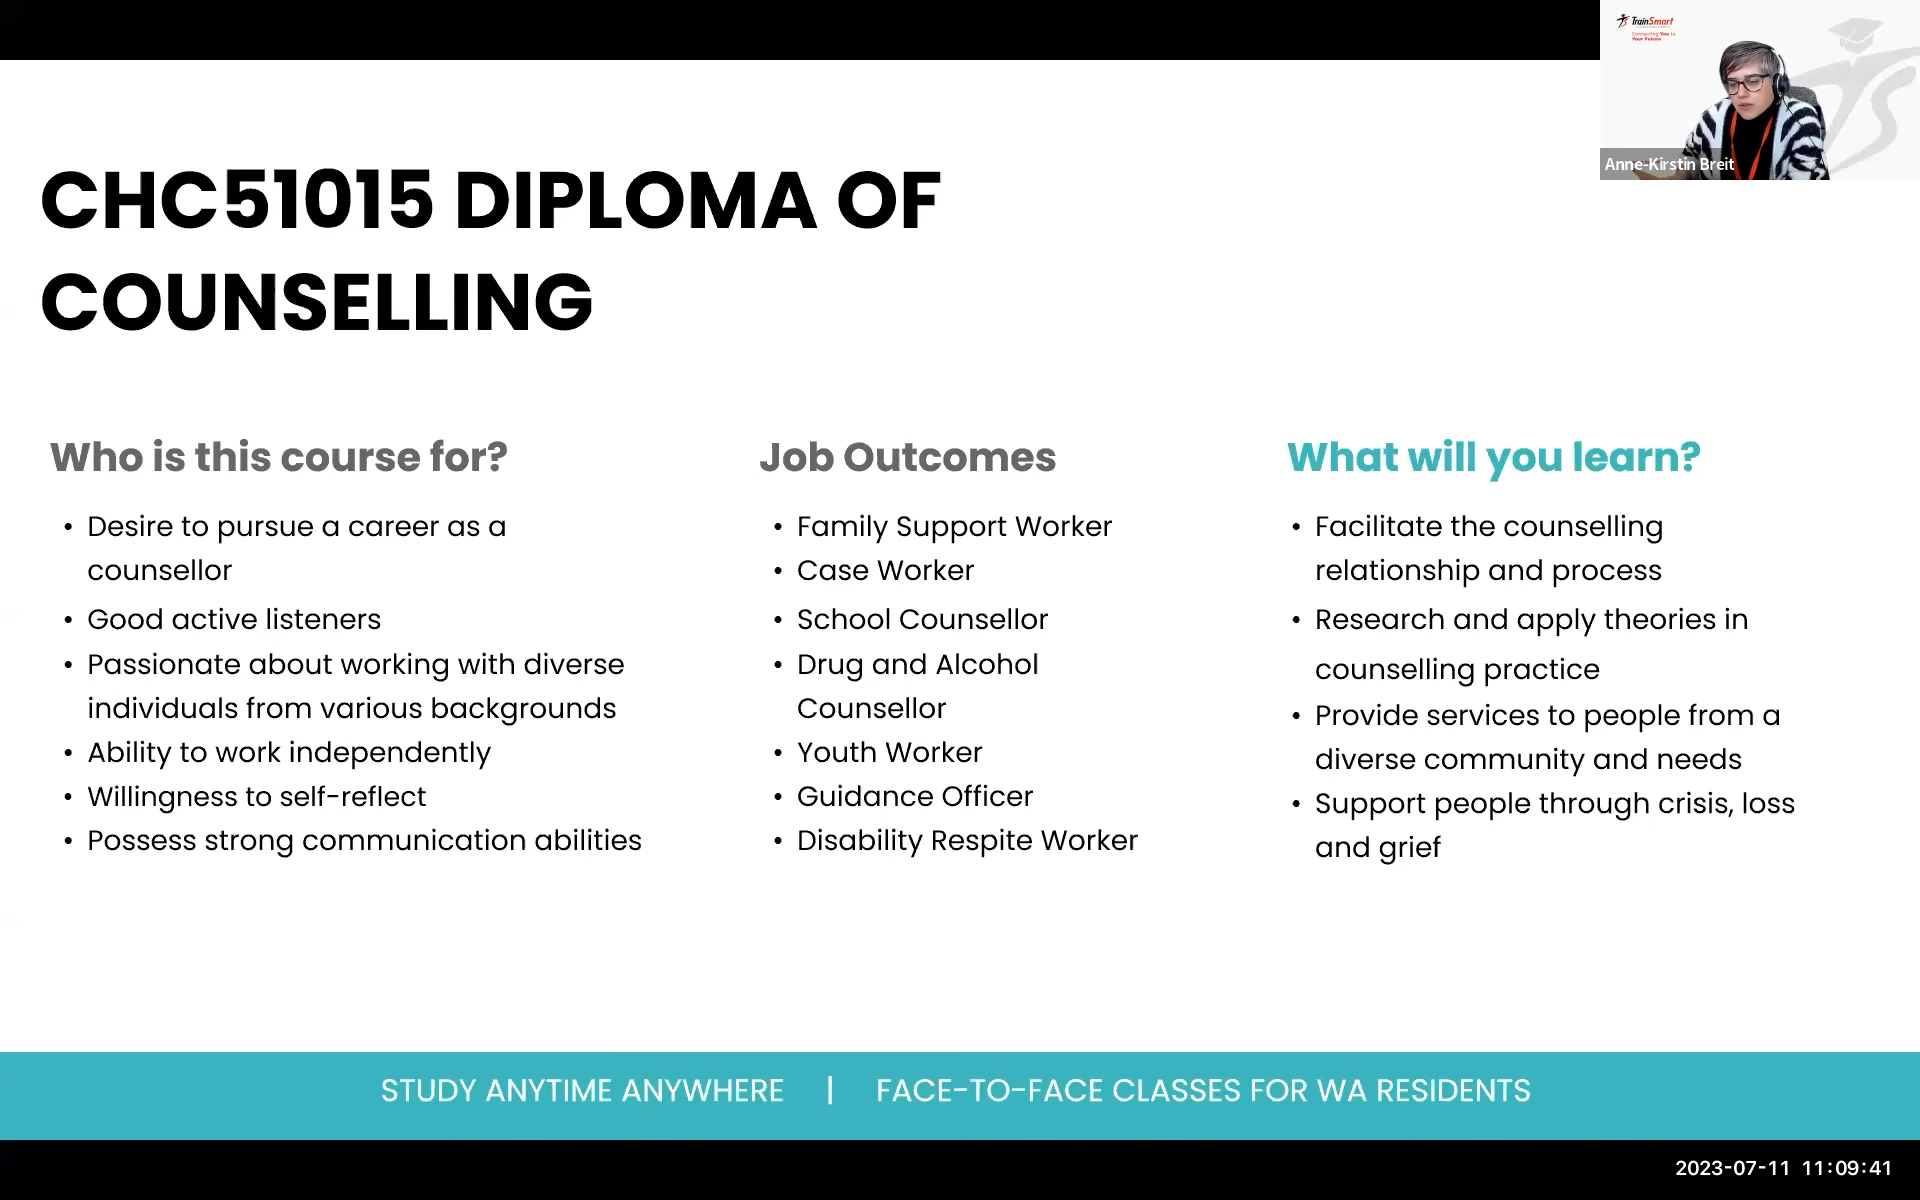 TrainSmart
Connecting You to
Your Future
Anne-Kirstin Breit
CHC51015 DIPLOMA OF
COUNSELLING
Who is this course for?
• Desire to pursue a career as a
counsellor
• Good active listeners
• Passionate about working with diverse
individuals from various backgrounds
• Ability to work independently
• Willingness to self-reflect
• Possess strong communication abilities
Job Outcomes
• Family Support Worker
• Case Worker
• School Counsellor
• Drug and Alcohol
Counsellor
• Youth Worker
• Guidance Officer
• Disability Respite Worker
What will you learn?
• Facilitate the counselling
relationship and process
• Research and apply theories in
counselling practice
• Provide services to people from a
diverse community and needs
• Support people through crisis, loss
and grief
STUDY ANYTIME ANYWHERE | FACE-TO-FACE CLASSES FOR WA RESIDENTS
2023-07-11 11:09:41